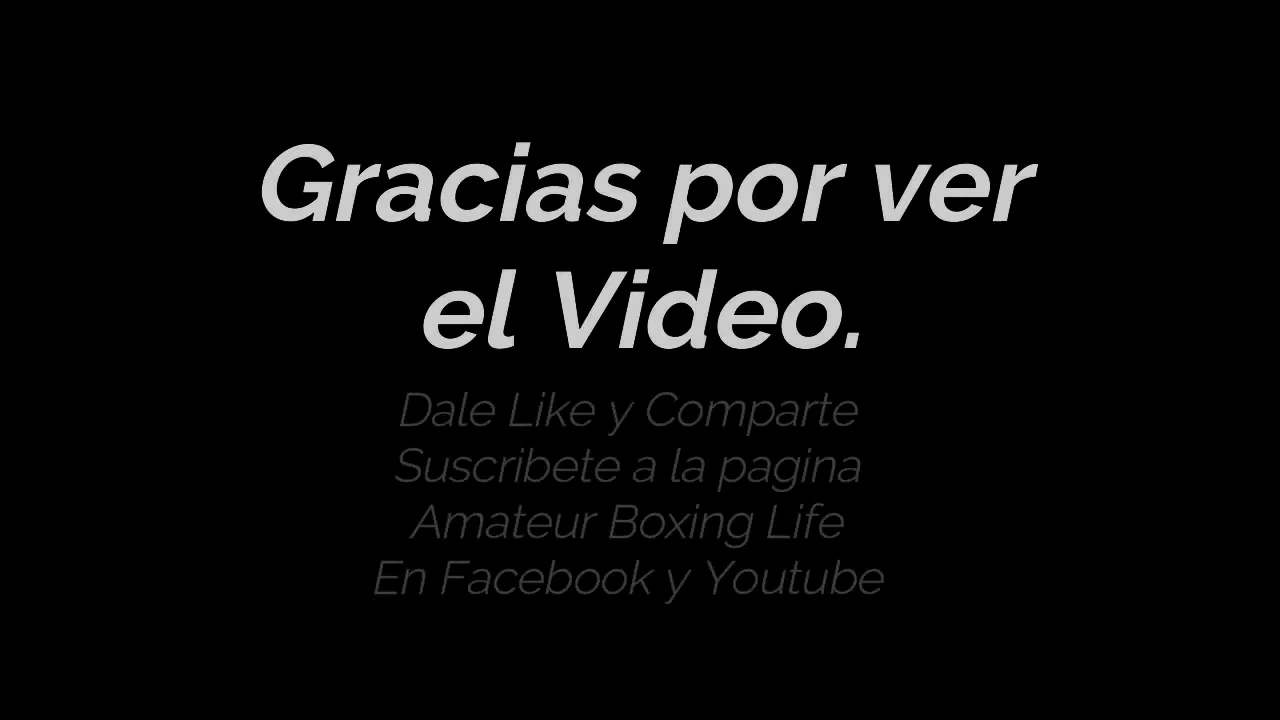 Gracias por ver
el Video.
Dale Like y Comparte
Suscribete a la pagina
Amateur Boxing Life
En Facebook y Youtube